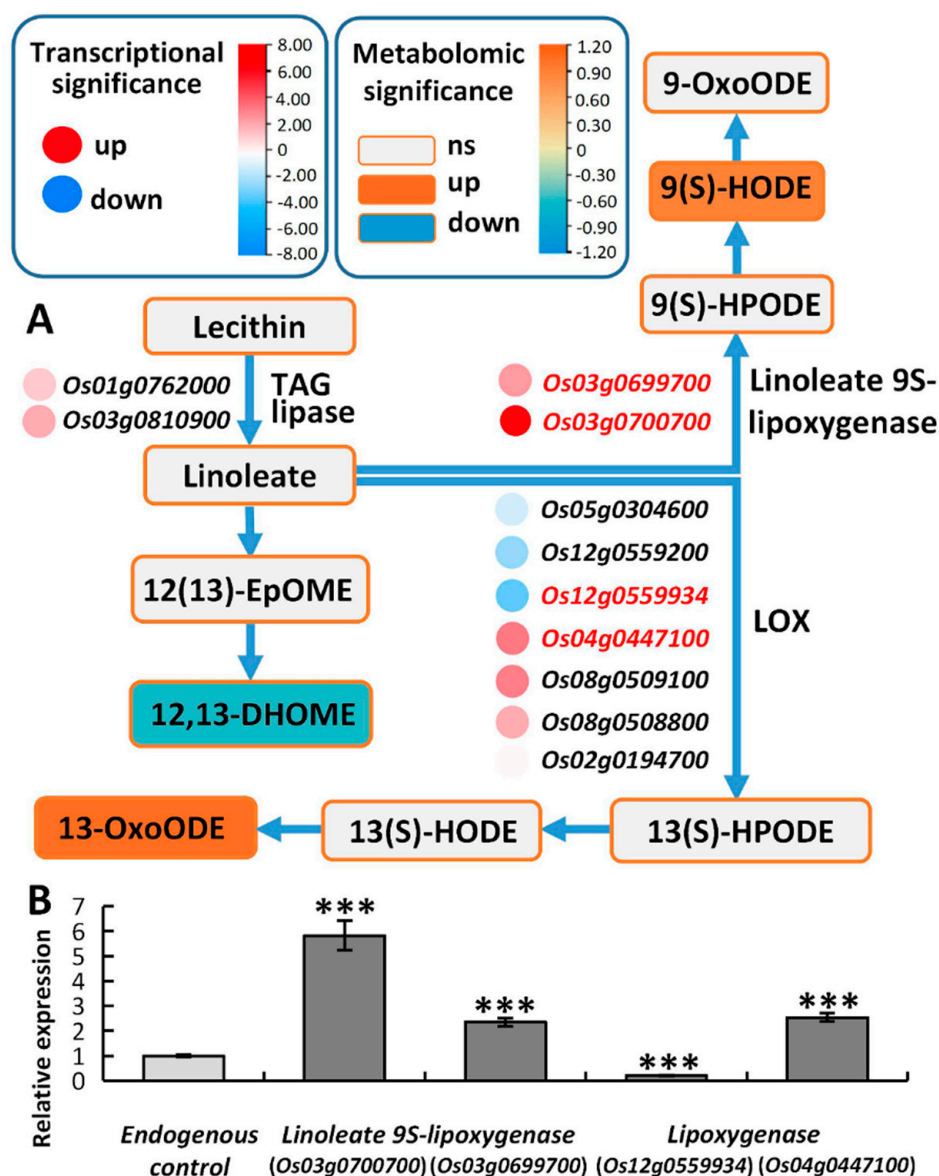 Transcriptional
significance
up
down
8.00
6.00
4.00
2.00
0
-2.00
-4.00
-6.00
-8.00
Metabolomic
significance
ns
up
down
1.20
0.90
0.60
0.30
0
-0.30
-0.60
-0.90
-1.20
9-OxoODE
9(S)-HODE
9(S)-HPODE
A
Lecithin
Os01g0762000
Os03g0810900
TAG
lipase
Os03g0699700
Os03g0700700
Linoleate 9S-
lipoxygenase
Linoleate
12(13)-EpOME
12,13-DHOME
Os05g0304600
Os12g0559200
Os12g0559934
Os04g0447100
Os08g0509100
Os08g0508800
Os02g0194700
LOX
13-OxoODE
13(S)-HODE
13(S)-HPODE
B
Relative expression
7
6
5
4
3
2
1
0
***
***
***
***
Endogenous
control
Linoleate 9S-lipoxygenase
(Os03g0700700) (Os03g0699700)
Lipoxygenase
(Os12g0559934) (Os04g0447100)